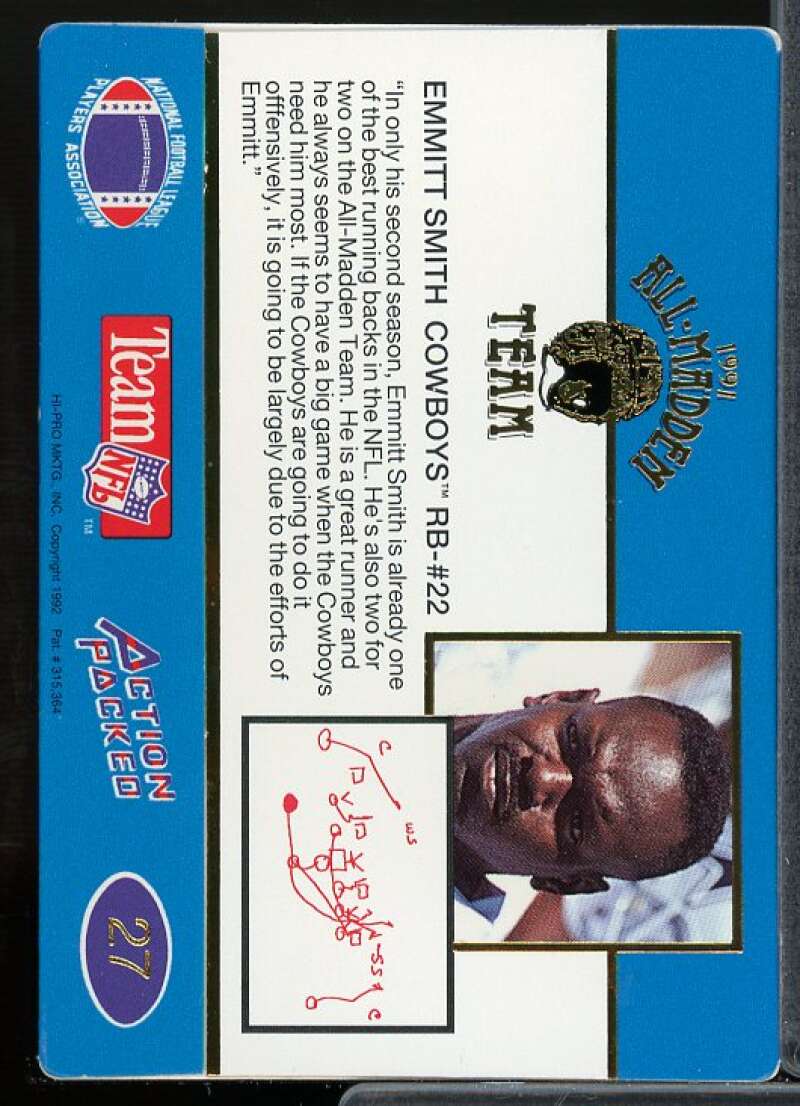 1991
ALL-MADDEN
TEAM
EMMITT SMITH COWBOYS™ RB-#22
“In only his second season, Emmitt Smith is already one
of the best running backs in the NFL. He's also two for
two on the All-Madden Team. He is a great runner and
he always seems to have a big game when the Cowboys
need him most. If the Cowboys are going to do it
offfensively, it is going to be largely due to the efforts of
Emmitt.”
C
WS
V
SS
C
NATIONAL FOOTBALL LEAGUE
PLAYERS ASSOCIATION
Team NFL™
HI-PRO MKTG., INC. Copyright 1992 Pat. # 315,364
ACTION
PACKED
27